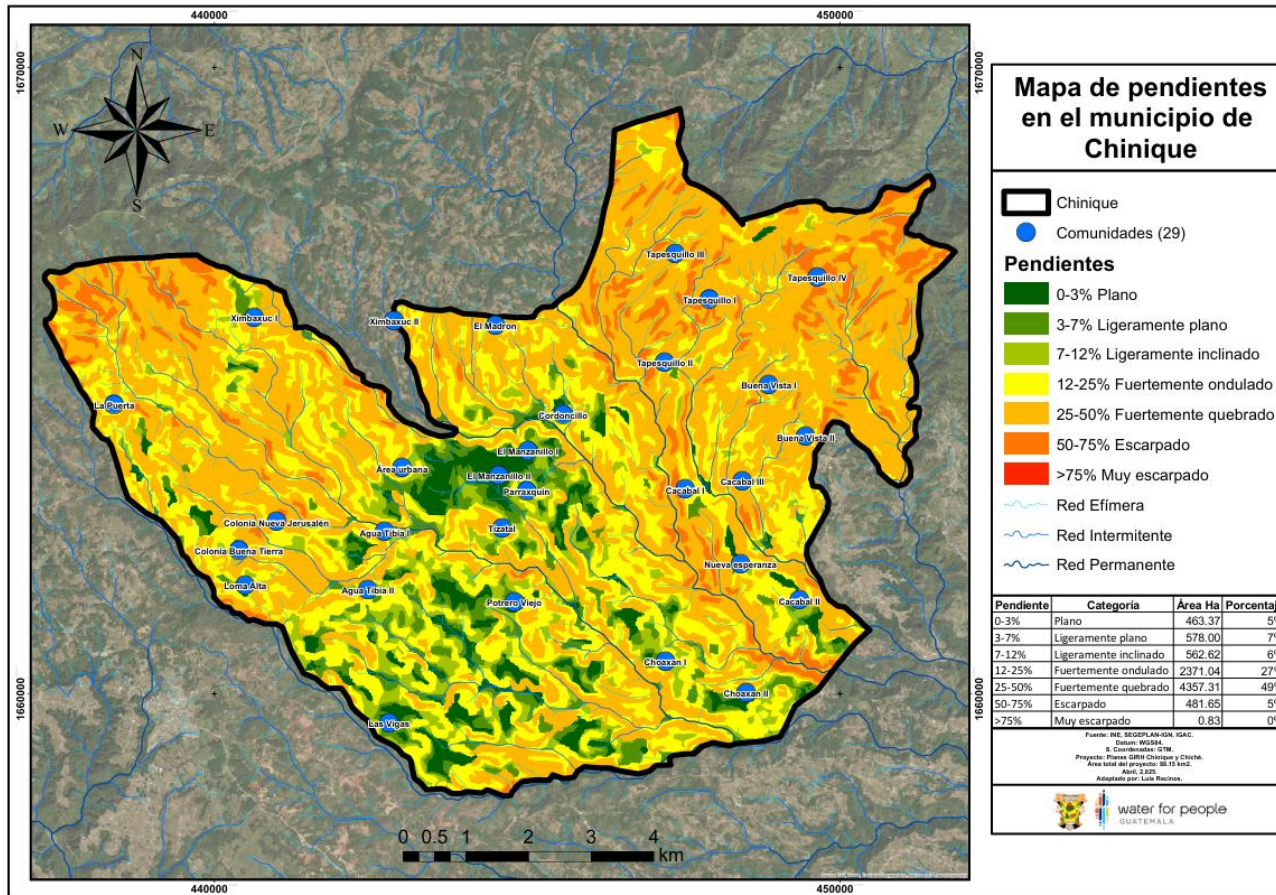 440000
450000
1670000
1670000
N
W
E
S
Tapesquillo III
Tapesquillo IV
Tapesquillo I
Ximbaxuc I
Ximbaxuc II
El Madron
Tapesquillo II
Buena Vista I
La Puerta
Cordoncillo
Buena Vista II
El Manzanillo I
Área urbana
El Manzanillo II
Parraxquin
Cacabal I
Cacabal III
Colonia Nueva Jerusalén
Agua Tibia I
Tizatal
Colonia Buena Tierra
Nueva esperanza
Loma Alta
Agua Tibia II
Potrero Viejo
Cacabal II
Choaxan I
Choaxan II
Las Vigas
1660000
1660000
0 0.5 1 2 3 4
km
440000
450000
Mapa de pendientes
en el municipio de
Chinique
Chinique
Comunidades (29)
Pendientes
0-3% Plano
3-7% Ligeramente plano
7-12% Ligeramente inclinado
12-25% Fuertemente ondulado
25-50% Fuertemente quebrado
50-75% Escarpado
>75% Muy escarpado
Red Efímera
Red Intermitente
Red Permanente
Pendiente Categoría Área Ha Porcentaj
0-3% Plano 463.37 5%
3-7% Ligeramente plano 578.00 7%
7-12% Ligeramente inclinado 562.62 6%
12-25% Fuertemente ondulado 2371.04 27%
25-50% Fuertemente quebrado 4357.31 49%
50-75% Escarpado 481.65 5%
>75% Muy escarpado 0.83 0%
Fuente: INE, SEGEPLAN-IGN, IGAC.
Datum: WGS84.
S. Coordenadas: GTM.
Proyecto: Planes GIRH Chinique y Chiché.
Área total del proyecto: 88.15 km2.
Abril, 2,025.
Adaptado por: Luis Recinos.
water for people
GUATEMALA